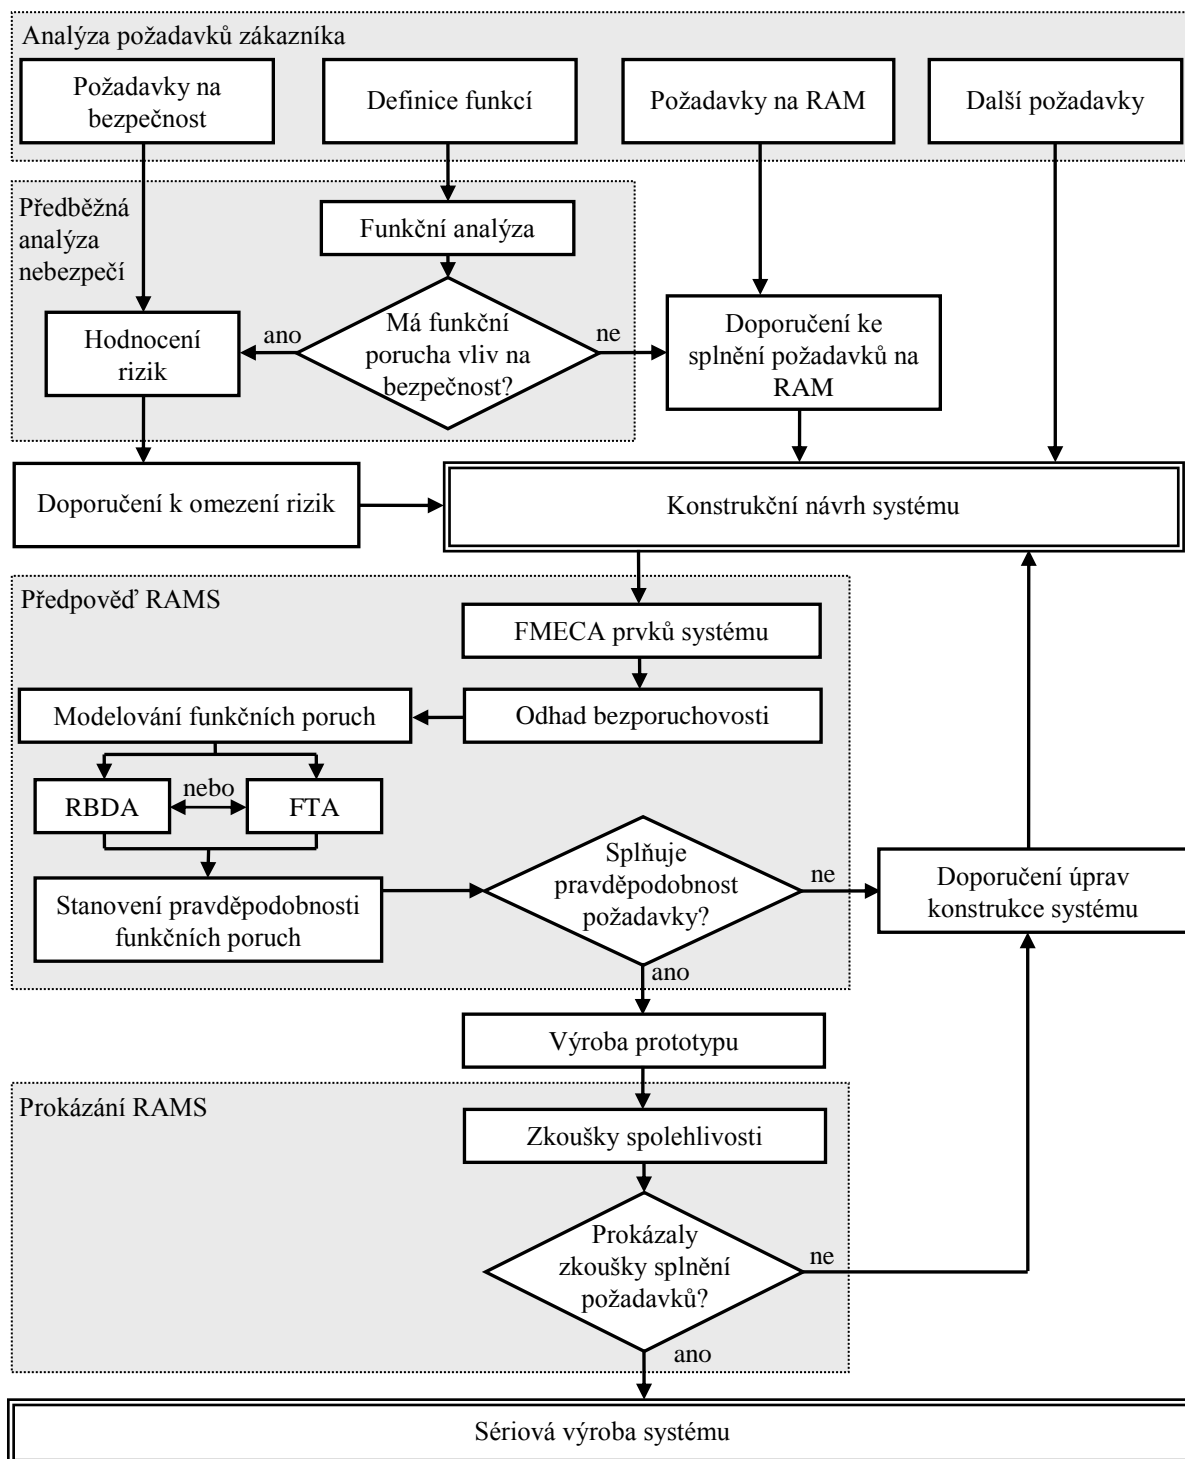 Analýza požadavků zákazníka
Požadavky na
bezpečnost
Definice funkcí
Požadavky na RAM
Další požadavky
Předběžná
analýza
nebezpečí
Funkční analýza
Má funkční
porucha vliv na
bezpečnost?
ano
ne
Hodnocení
rizik
Doporučení ke
splnění požadavků na
RAM
Doporučení k omezení rizik
Konstrukční návrh systému
Předpověď RAMS
FMECA prvků systému
Odhad bezporuchovosti
Modelování funkčních poruch
RBDA
nebo
FTA
Stanovení pravděpodobnosti
funkčních poruch
Splňuje
pravděpodobnost
požadavky?
ne
ano
Doporučení úprav
konstrukce systému
Výroba prototypu
Prokázání RAMS
Zkoušky spolehlivosti
Prokázaly
zkoušky splnění
požadavků?
ne
ano
Sériová výroba systému